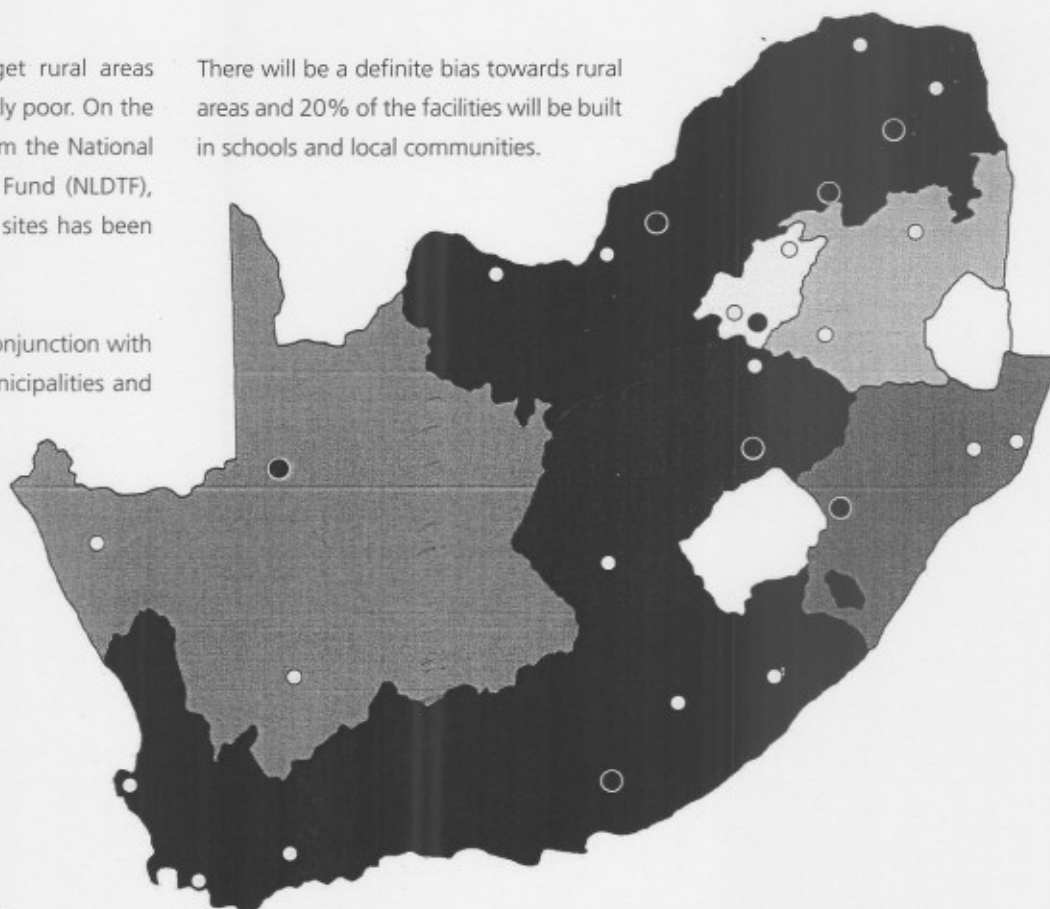 get rural areas
ly poor. On the
m the National
Fund (NLDTF),
sites has been
onjunction with
nicipalities and
There will be a definite bias towards rural
areas and 20% of the facilities will be built
in schools and local communities.